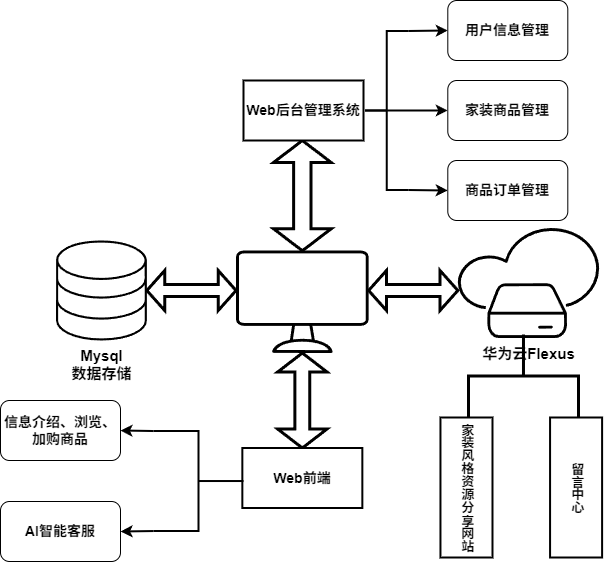 用户信息管理
Web后台管理系统
家装商品管理
商品订单管理
Mysql
数据存储
华为云Flexus
信息介绍、浏览、
加购商品
Web前端
AI智能客服
家装风格资源分享网站
留言中心